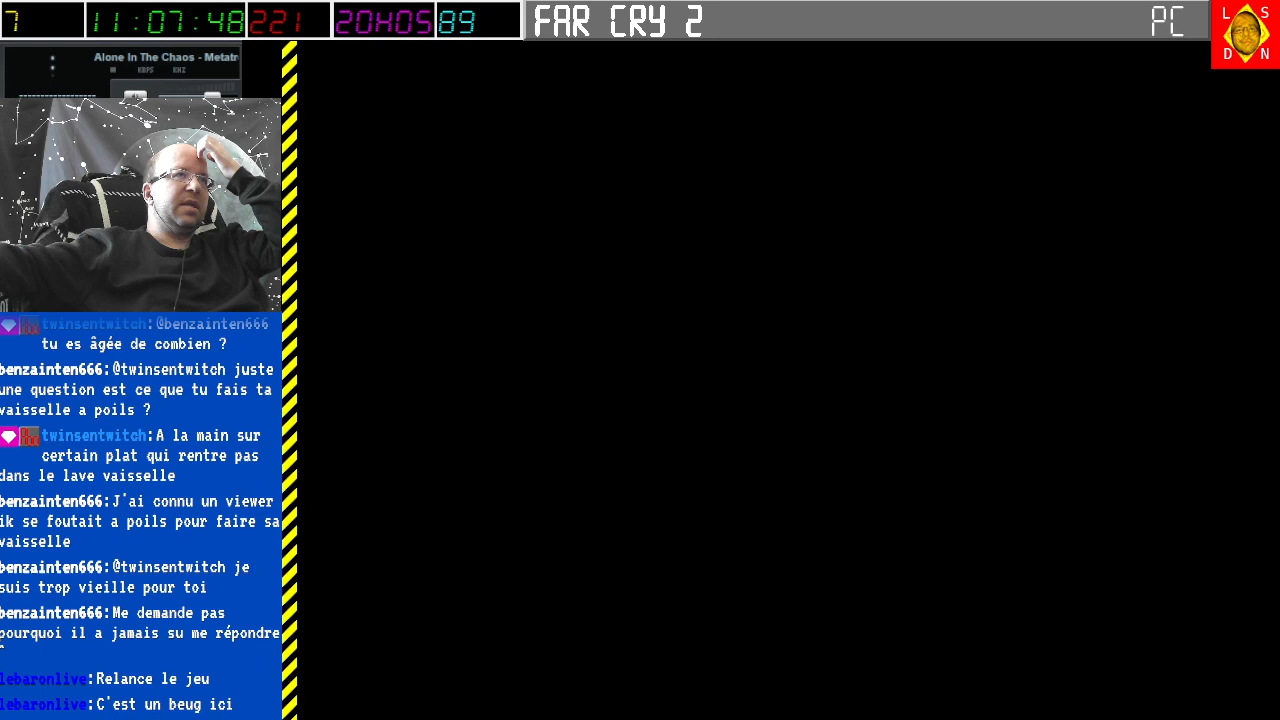 7 11:07:48 221 20H05 89 FAR CRY 2 PC
L S
D N
Alone In The Chaos - Metatr
KBPS KHZ
twinsentwitch:@benzainten666
tu es âgée de combien ?
benzainten666:@twinsentwitch juste
une question est ce que tu fais ta
vaisselle a poils ?
twinsentwitch:A la main sur
certain plat qui rentre pas
dans le lave vaisselle
benzainten666:J'ai connu un viewer
ik se foutait a poils pour faire sa
vaisselle
benzainten666:@twinsentwitch je
suis trop vieille pour toi
benzainten666:Me demande pas
pourquoi il a jamais su me répondre
^
lebaronlive:Relance le jeu
lebaronlive:C'est un beug ici